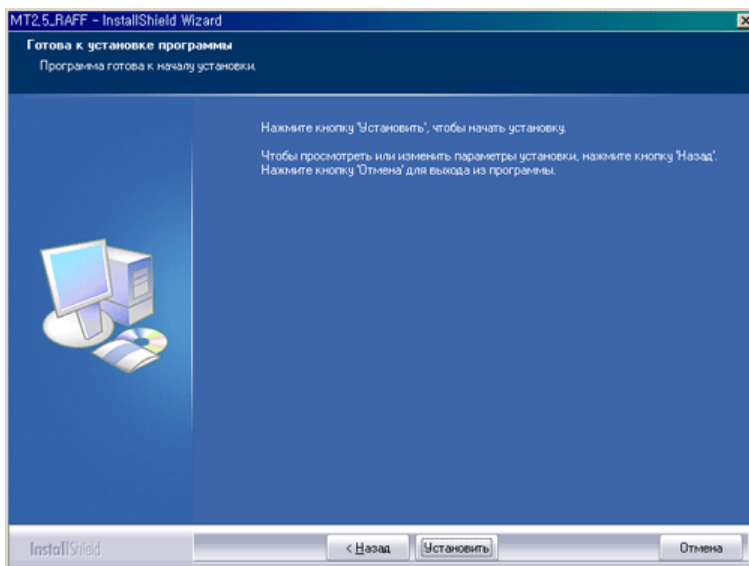 MT2.5_RAFF - InstallShield Wizard
Готова к установке программы
Программа готова к началу установки.
Нажмите кнопку 'Установить', чтобы начать установку.
Чтобы просмотреть или изменить параметры установки, нажмите кнопку 'Назад'.
Нажмите кнопку 'Отмена' для выхода из программы.
InstallShield
< Назад
Установить
Отмена